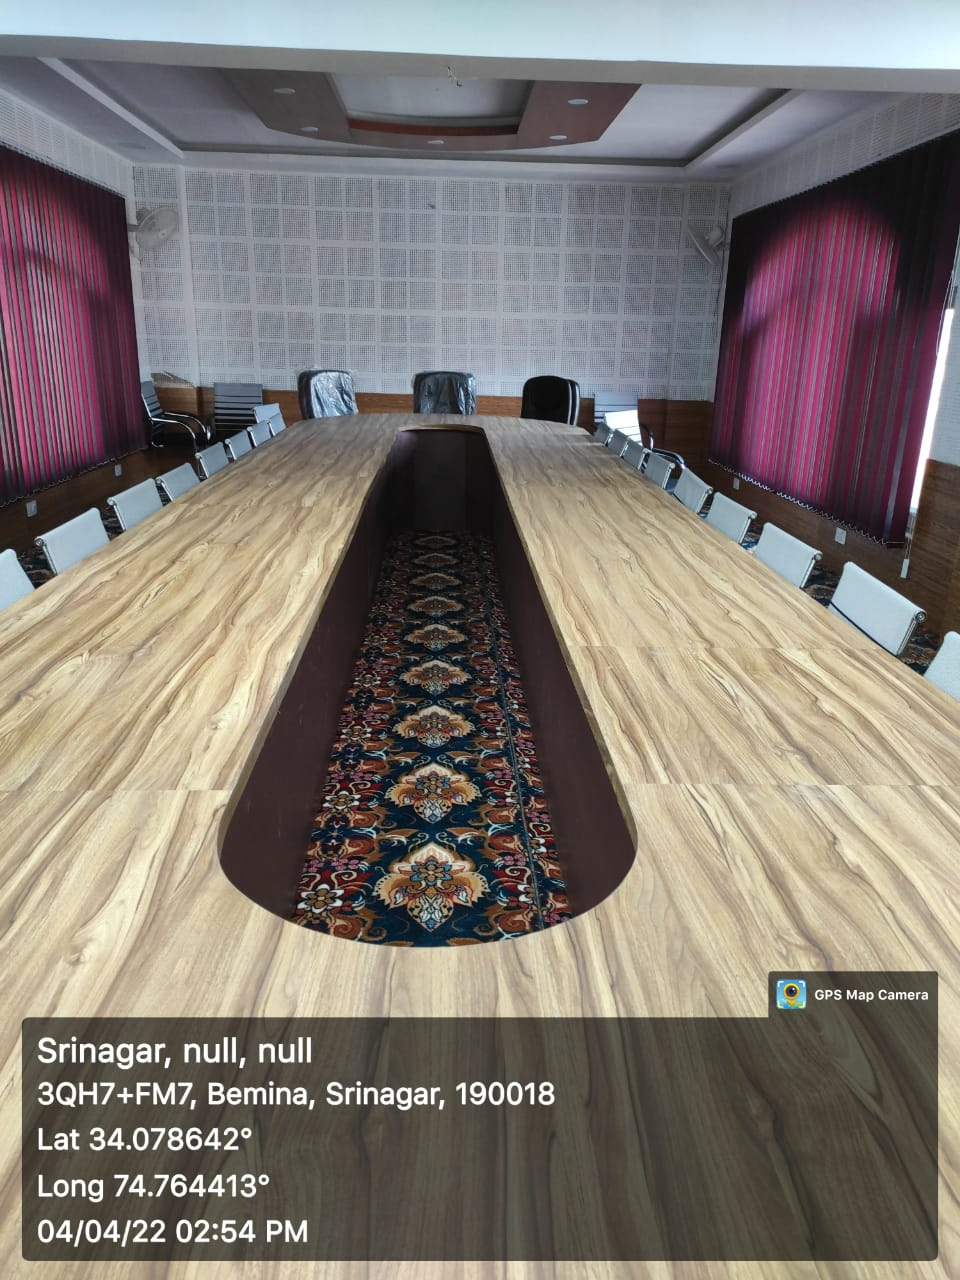 GPS Map Camera
Srinagar, null, null
3QH7+FM7, Bemina, Srinagar, 190018
Lat 34.078642°
Long 74.764413°
04/04/22 02:54 PM